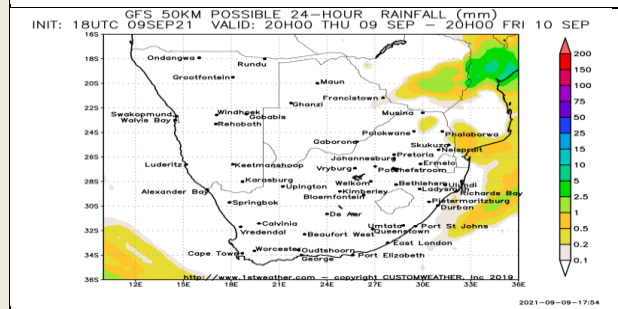 GFS 50KM POSSIBLE 24-HOUR RAINFALL (mm)
INIT: 18UTC 09SEP21 VALID: 20H00 THU 09 SEP - 20H00 FRI 10 SEP
16S
Ondangwa
Rundu
18S
Grootfontein
Maun
20S
Francistown
Ghanzi
22S
Swakopmund
Windhoek
Gobabis
Musina
Walvis Bay
Rehoboth
24S
Polokwane
Phalaborwa
Gaborone
Skukuza
Nelspruit
26S
Pretoria
Johannesburg
Ermelo
Luderitz
Keetmanshoop
Vryburg
Potchefstroom
28S
Karasburg
Upington
Welkom
Bethlehem
Ulundi
Ladysmith
Alexander Bay
Kimberley
Richards Bay
Bloemfontein
Springbok
Pietermaritzburg
30S
Durban
De Aar
Calvinia
Umtata
Port St Johns
32S
Vredendal
Beaufort West
Queenstown
East London
Worcester
Oudtshoorn
34S
Cape Town
George
Port Elizabeth
http://www.1stweather.com - copyright CUSTOMWEATHER, Inc 2019
36S
12E 15E 18E 21E 24E 27E 30E 33E 36E
200
150
100
75
50
25
15
10
5
2.5
1
0.5
0.2
0.1
2021-09-09-17:54